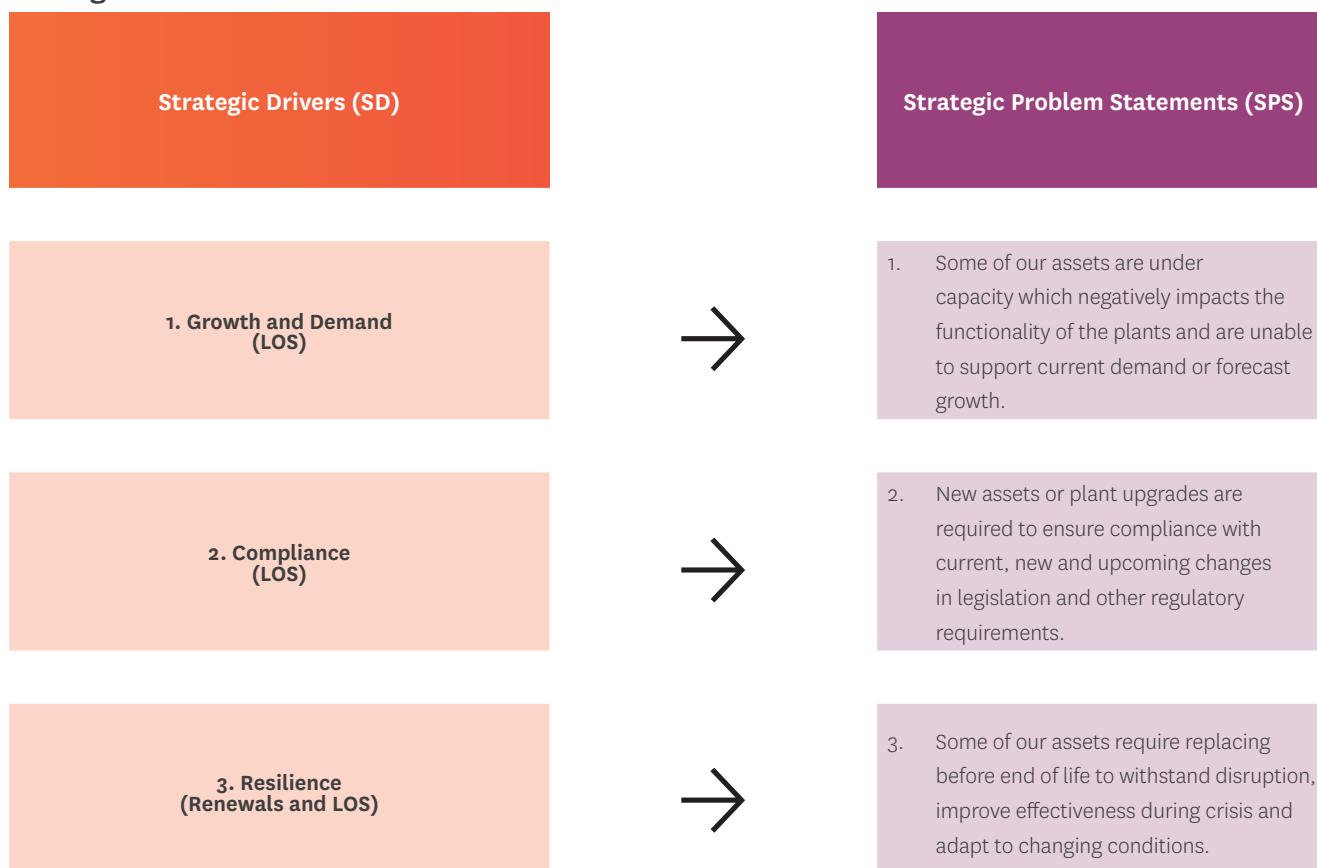 Strategic Drivers (SD)
Strategic Problem Statements (SPS)
1. Growth and Demand
(LOS)
1. Some of our assets are under
capacity which negatively impacts the
functionality of the plants and are unable
to support current demand or forecast
growth.
2. Compliance
(LOS)
2. New assets or plant upgrades are
required to ensure compliance with
current, new and upcoming changes
in legislation and other regulatory
requirements.
3. Resilience
(Renewals and LOS)
3. Some of our assets require replacing
before end of life to withstand disruption,
improve effectiveness during crisis and
adapt to changing conditions.